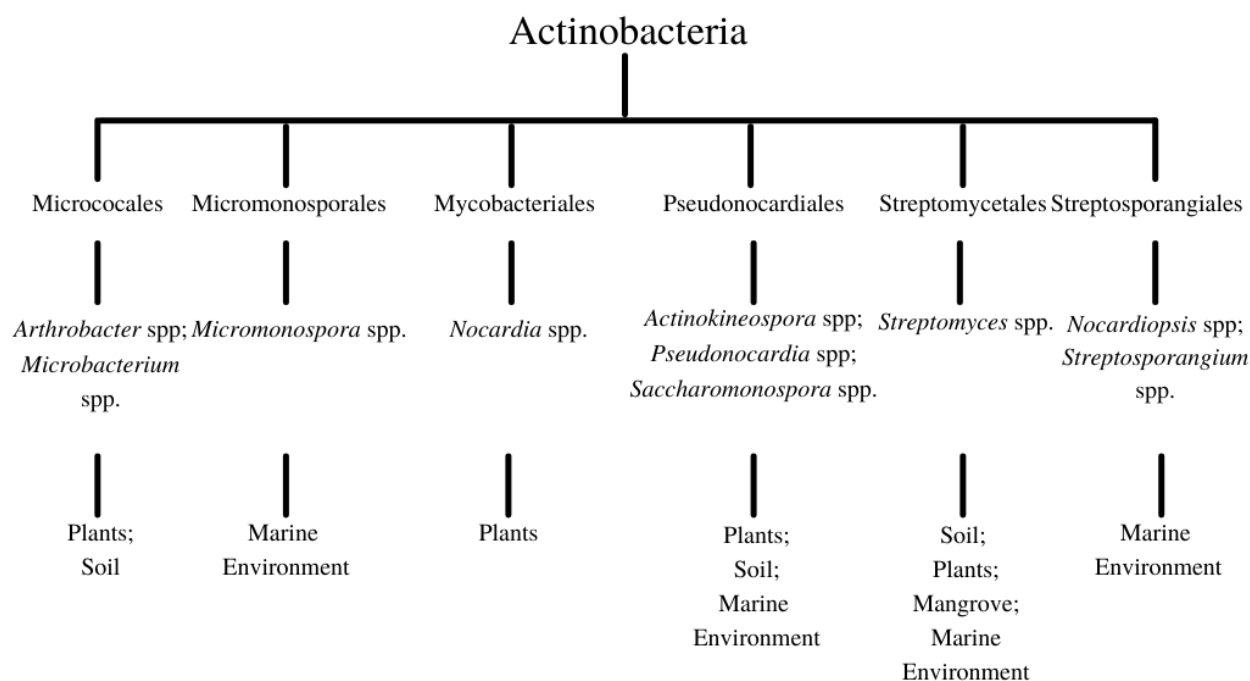 Actinobacteria
Micrococales
Micromonosporales
Mycobacteriales
Pseudonocardiales
Streptomycetales
Streptosporangiales
Arthrobacter spp;
Microbacterium
spp.
Micromonospora spp.
Nocardia spp.
Actinokineospora spp;
Pseudonocardia spp;
Saccharomonospora spp.
Streptomyces spp.
Nocardiopsis spp;
Streptosporangium
spp.
Plants;
Soil
Marine
Environment
Plants
Plants;
Soil;
Marine
Environment
Soil;
Plants;
Mangrove;
Marine
Environment
Marine
Environment